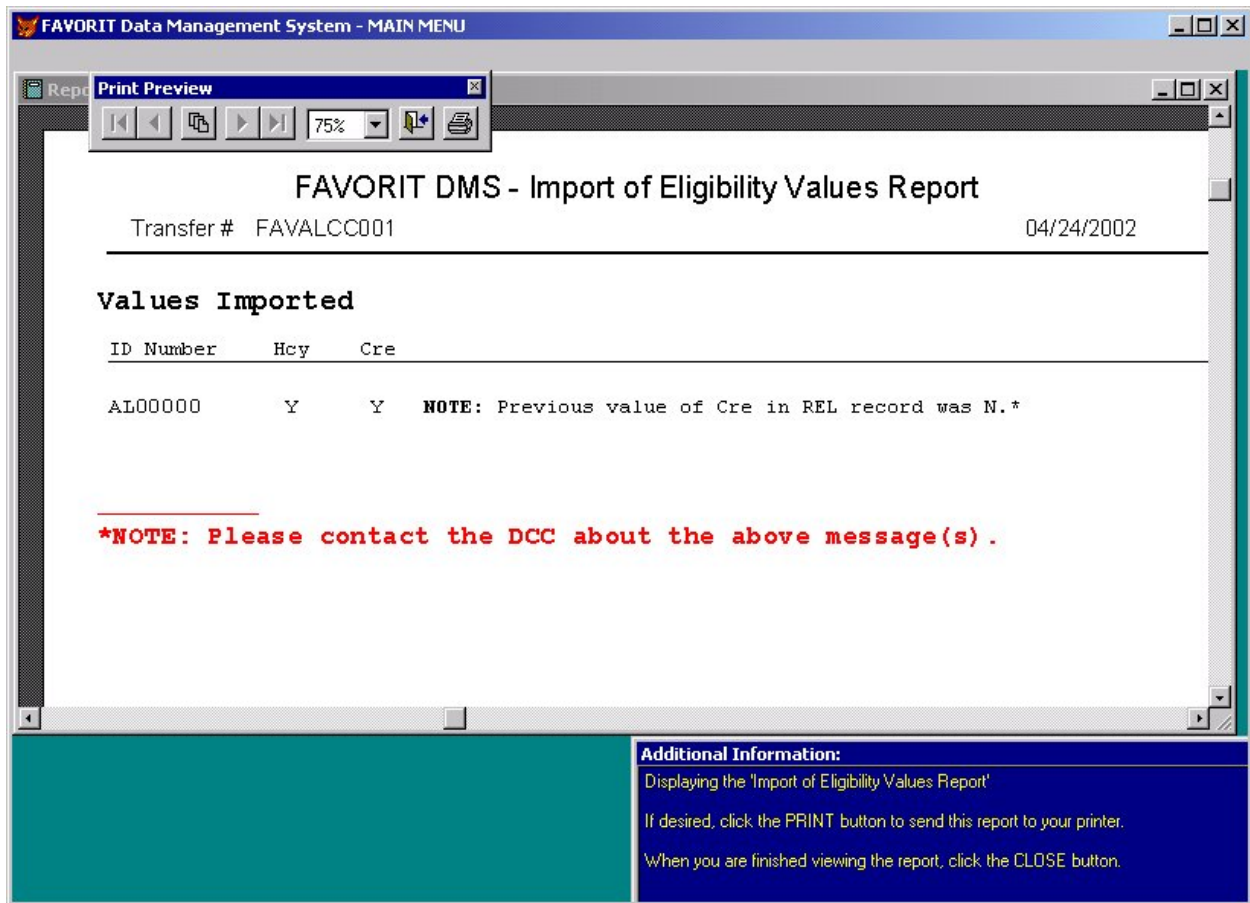 FAVORIT Data Management System - MAIN MENU
Print Preview
75%
FAVORIT DMS - Import of Eligibility Values Report
Transfer # FAVALCC001 04/24/2002
Values Imported
ID Number Hcy Cre
AL00000 Y Y NOTE: Previous value of Cre in REL record was N.*
*NOTE: Please contact the DCC about the above message(s).
Additional Information:
Displaying the 'Import of Eligibility Values Report'
If desired, click the PRINT button to send this report to your printer.
When you are finished viewing the report, click the CLOSE button.